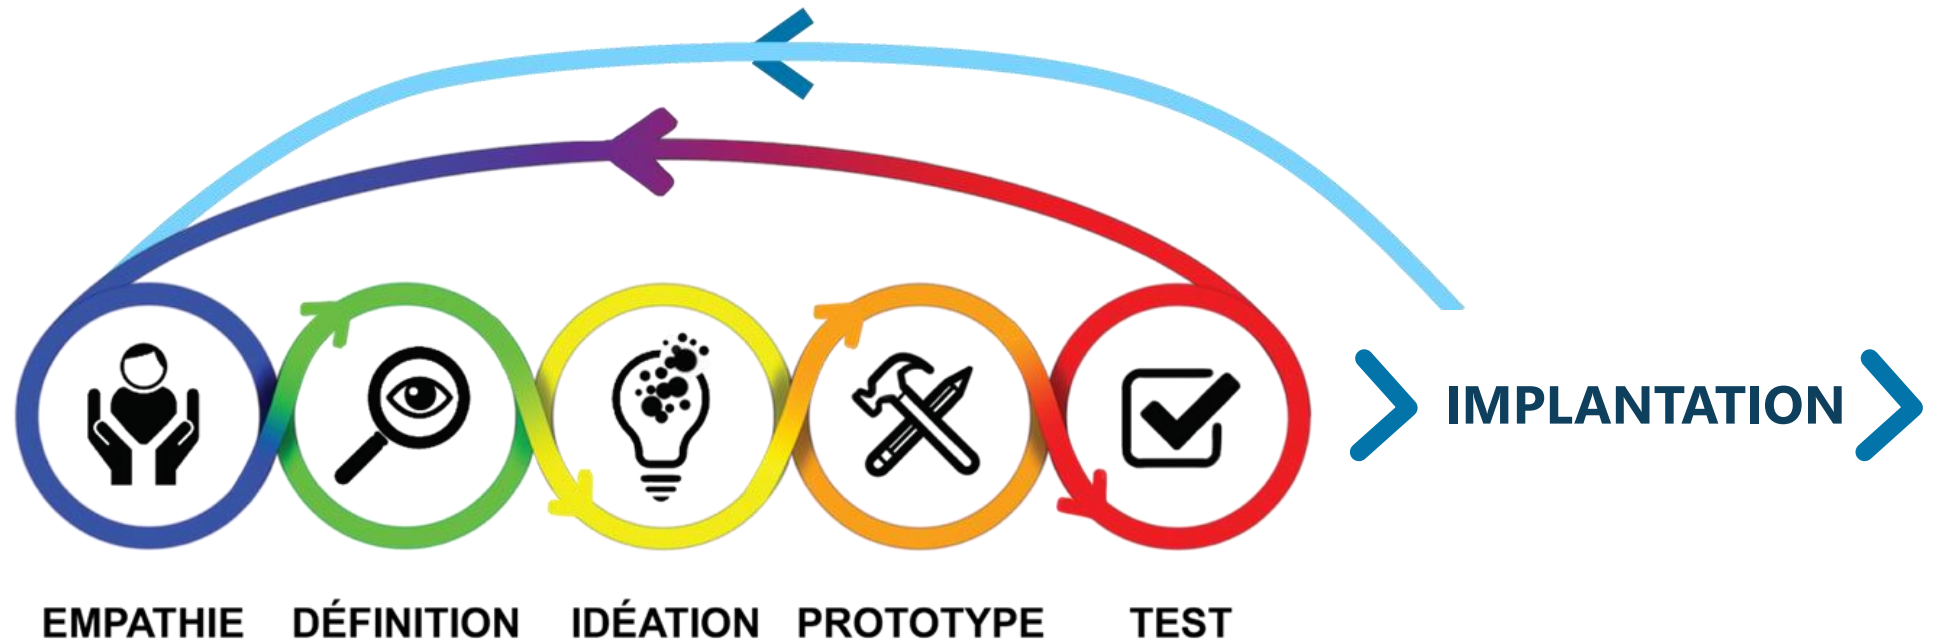 IMPLANTATION
EMPATHIE DÉFINITION IDÉATION PROTOTYPE TEST